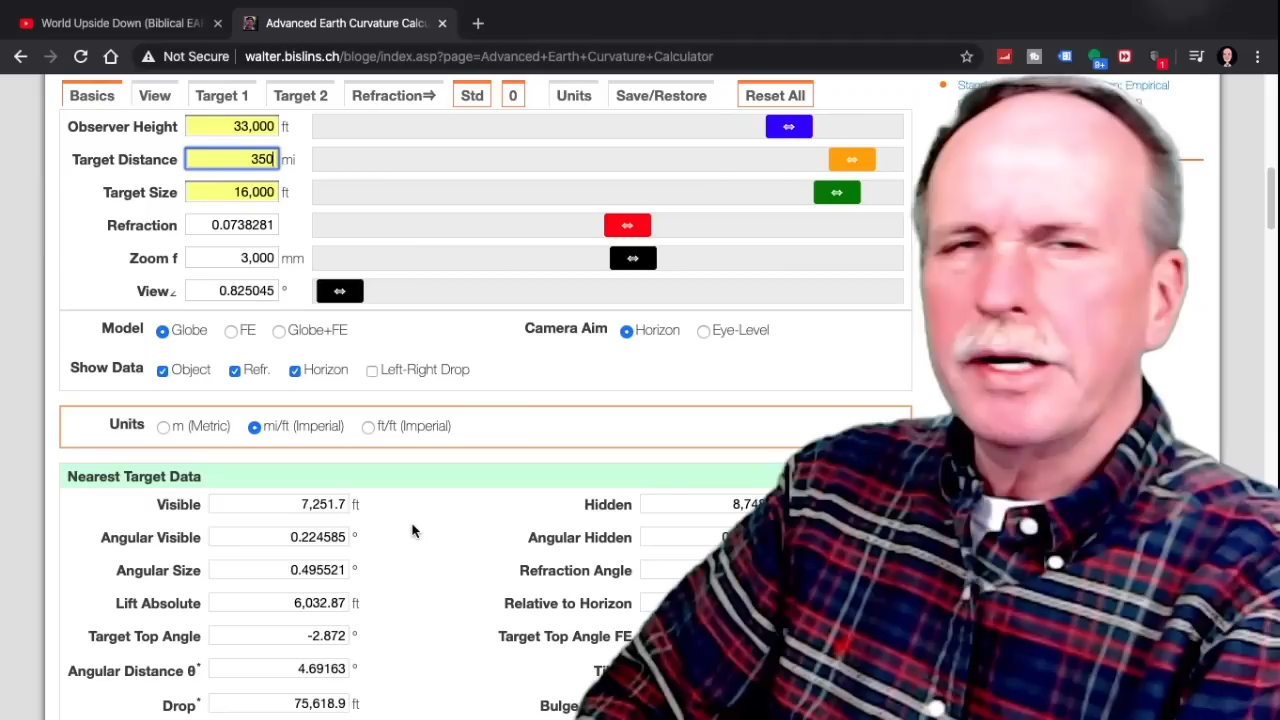 World Upside Down (Biblical EAR
Advanced Earth Curvature Calcu
Not Secure
walter.bislins.ch/bloge/index.asp?page=Advanced+Earth+Curvature+Calculator
9+
1
Basics View Target 1 Target 2 Refraction⇒ Std 0 Units Save/Restore Reset All
Empirical
Observer Height 33,000 ft
Target Distance 350 mi
Target Size 16,000 ft
Refraction 0.0738281
Zoom f 3,000 mm
View∠ 0.825045 °
Model Globe FE Globe+FE Camera Aim Horizon Eye-Level
Show Data Object Refr. Horizon Left-Right Drop
Units m (Metric) mi/ft (Imperial) ft/ft (Imperial)
Nearest Target Data
Visible 7,251.7 ft Hidden
Angular Visible 0.224585 ° Angular Hidden
Angular Size 0.495521 ° Refraction Angle
Lift Absolute 6,032.87 ft Relative to Horizon
Target Top Angle -2.872 ° Target Top Angle FE
Angular Distance θ* 4.69163 °
Drop* 75,618.9 ft Bulge